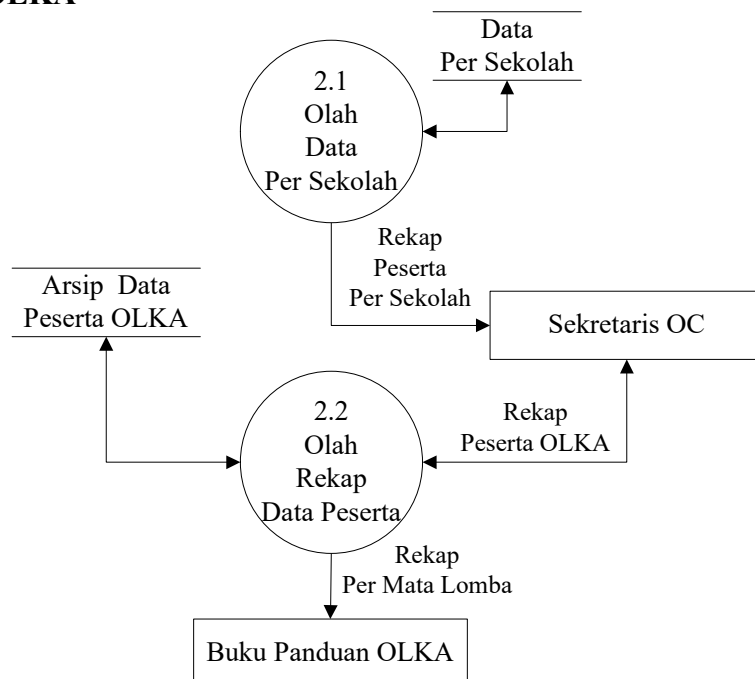 OLKA
Data
Per Sekolah
2.1
Olah
Data
Per Sekolah
Rekap
Peserta
Per Sekolah
Arsip Data
Peserta OLKA
Sekretaris OC
2.2
Olah
Rekap
Data Peserta
Rekap
Peserta OLKA
Rekap
Per Mata Lomba
Buku Panduan OLKA